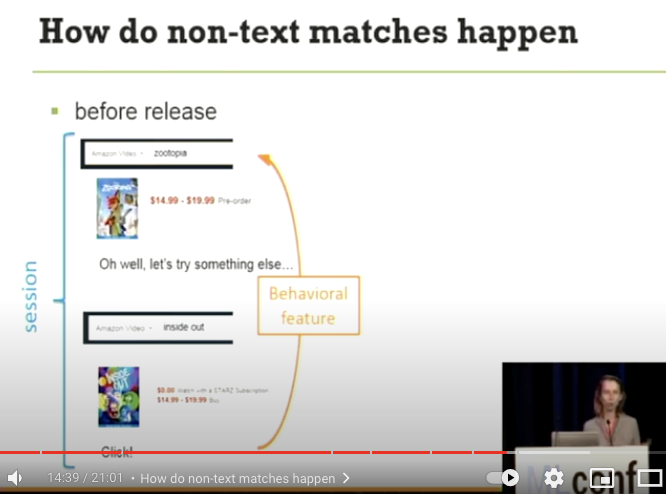 How do non-text matches happen
before release
Amazon Video zootopia
$14.99 - $19.99 Pre-order
Oh well, let's try something else...
Behavioral
feature
session
Amazon Video inside out
$0.00 Watch with a STARZ Subscription
$14.99 - $19.99 Buy
Click!
14:39 / 21:01 • How do non-text matches happen
conf